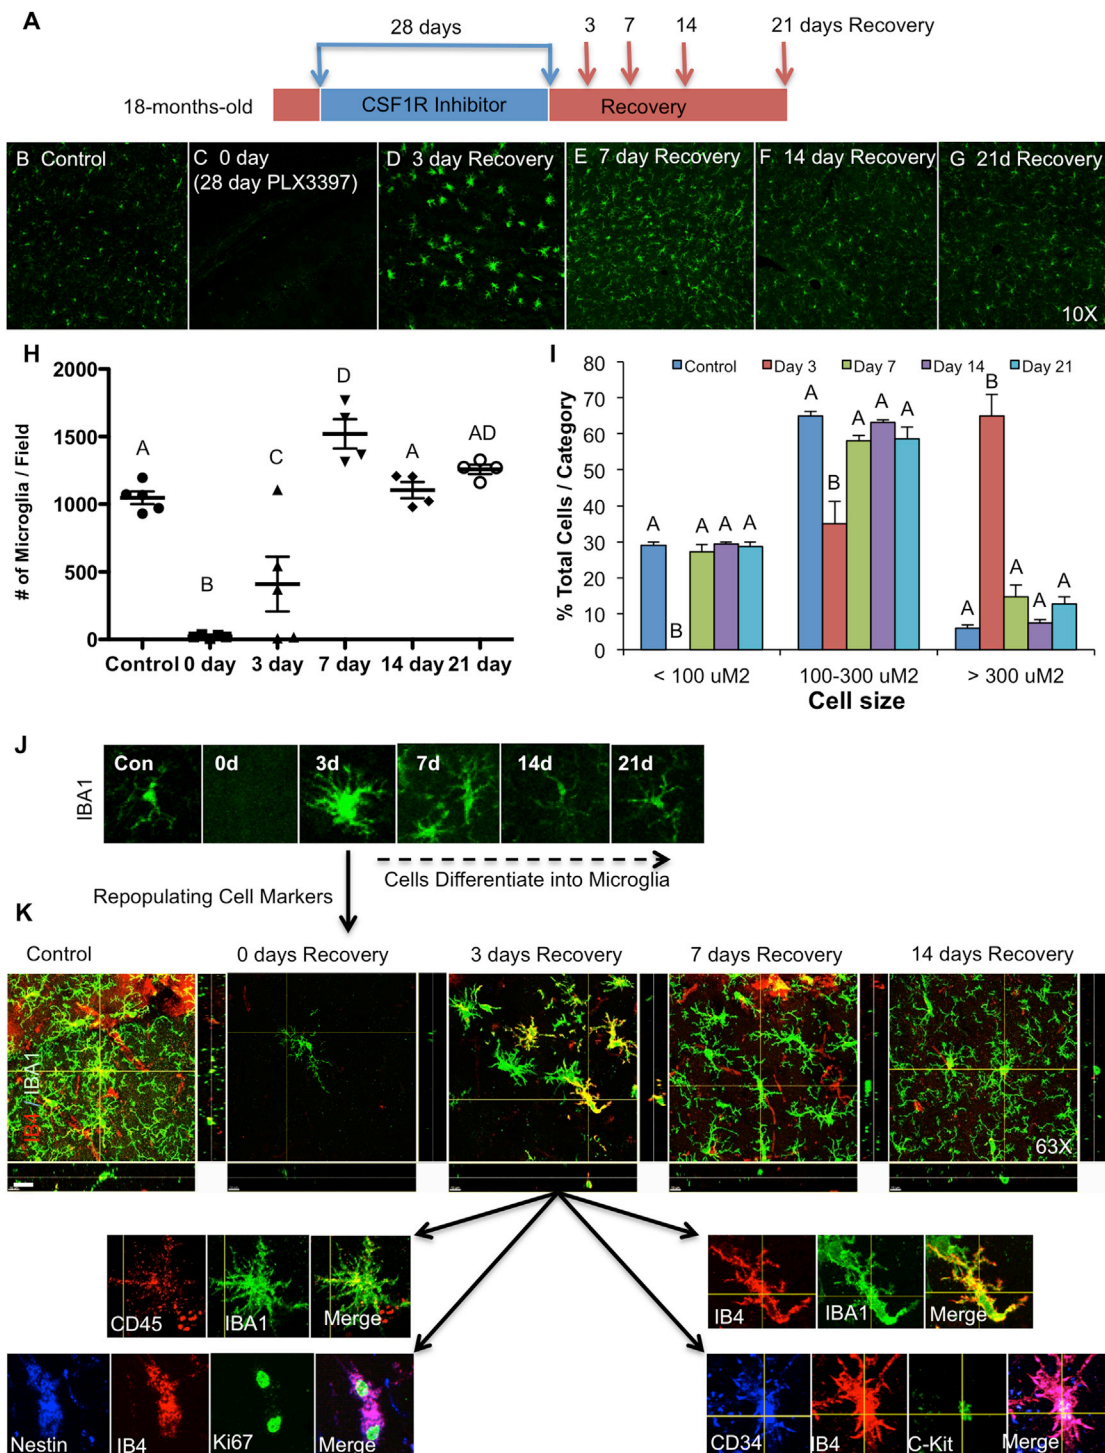 A
28 days
3 7 14 21 days Recovery
18-months-old
CSF1R Inhibitor
Recovery
B Control
C 0 day
(28 day PLX3397)
D 3 day Recovery
E 7 day Recovery
F 14 day Recovery
G 21d Recovery
10X
H
# of Microglia / Field
2000
1500
1000
500
0
A
B
C
D
A
AD
Control 0 day 3 day 7 day 14 day 21 day
I
% Total Cells / Category
80
70
60
50
40
30
20
10
0
Control Day 3 Day 7 Day 14 Day 21
A B A A A
A B A A A
A B A A A
< 100 uM2 100-300 uM2 > 300 uM2
Cell size
J
IBA1
Con 0d 3d 7d 14d 21d
Repopulating Cell Markers
Cells Differentiate into Microglia
K
Control 0 days Recovery 3 days Recovery 7 days Recovery 14 days Recovery
IB4 / IBA1
63X
CD45 IBA1 Merge
IB4 IBA1 Merge
Nestin IB4 Ki67 Merge
CD34 IB4 C-Kit Merge